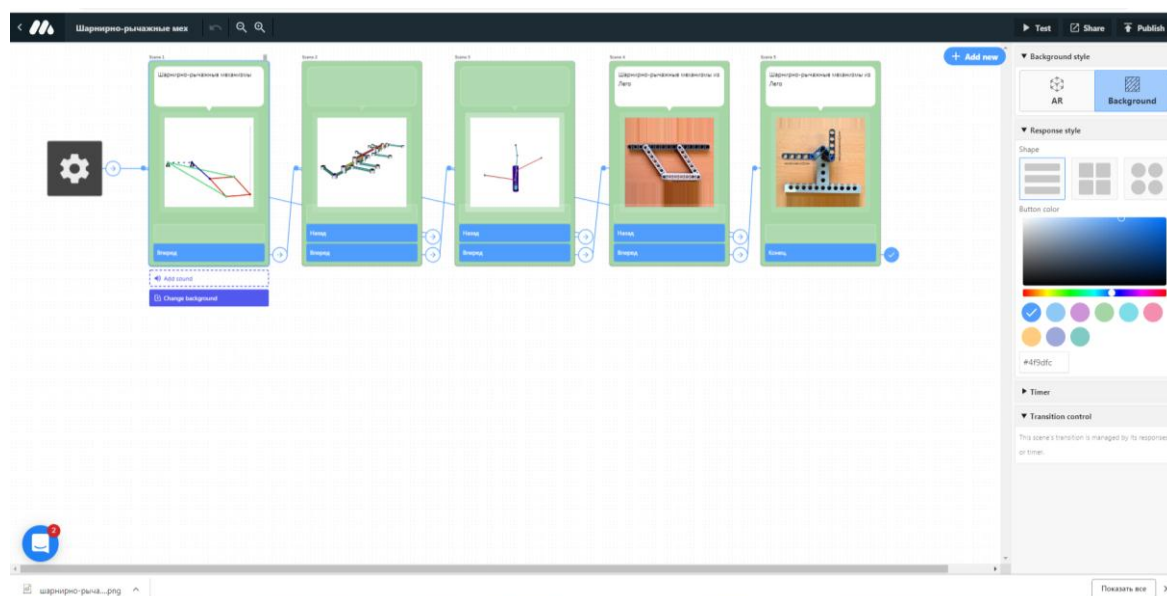 Шарнирно-рычажные мех
Test
Share
Publish
Scene 1
Scene 2
Scene 3
Scene 4
Scene 5
Add new
Шарнирно-рычажные механизмы
Шарнирно-рычажные механизмы из
Лего
Шарнирно-рычажные механизмы из
Лего
Назад
Назад
Назад
Вперед
Вперед
Вперед
Вперед
Конец
Add sound
Change background
Background style
AR
Background
Response style
Shape
Button color
#4f9dfc
Timer
Transition control
This scene's transition is managed by its responses
or timer.
2
шарнирно-рыча...png
Показать все